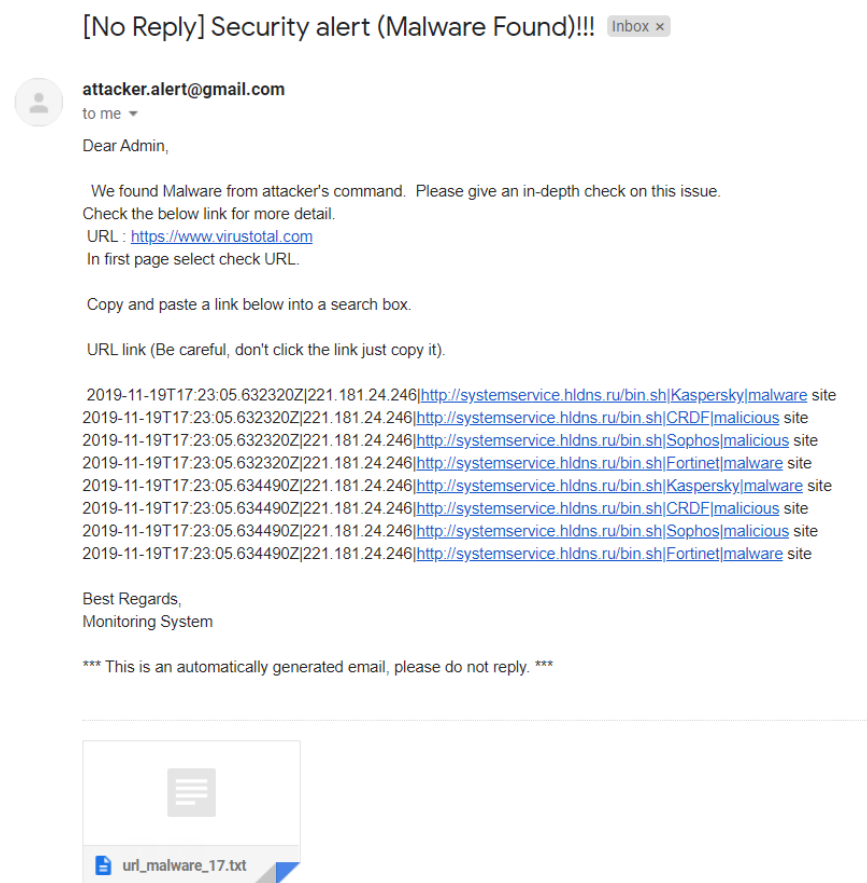 [No Reply] Security alert (Malware Found)!!! Inbox ×
attacker.alert@gmail.com
to me
Dear Admin,
We found Malware from attacker's command. Please give an in-depth check on this issue.
Check the below link for more detail.
URL : https://www.virustotal.com
In first page select check URL.
Copy and paste a link below into a search box.
URL link (Be careful, don't click the link just copy it).
2019-11-19T17:23:05.632320Z|221.181.24.246|http://systemservice.hldns.ru/bin.sh|Kaspersky|malware site
2019-11-19T17:23:05.632320Z|221.181.24.246|http://systemservice.hldns.ru/bin.sh|CRDF|malicious site
2019-11-19T17:23:05.632320Z|221.181.24.246|http://systemservice.hldns.ru/bin.sh|Sophos|malicious site
2019-11-19T17:23:05.632320Z|221.181.24.246|http://systemservice.hldns.ru/bin.sh|Fortinet|malware site
2019-11-19T17:23:05.634490Z|221.181.24.246|http://systemservice.hldns.ru/bin.sh|Kaspersky|malware site
2019-11-19T17:23:05.634490Z|221.181.24.246|http://systemservice.hldns.ru/bin.sh|CRDF|malicious site
2019-11-19T17:23:05.634490Z|221.181.24.246|http://systemservice.hldns.ru/bin.sh|Sophos|malicious site
2019-11-19T17:23:05.634490Z|221.181.24.246|http://systemservice.hldns.ru/bin.sh|Fortinet|malware site
Best Regards,
Monitoring System
*** This is an automatically generated email, please do not reply. ***
url_malware_17.txt